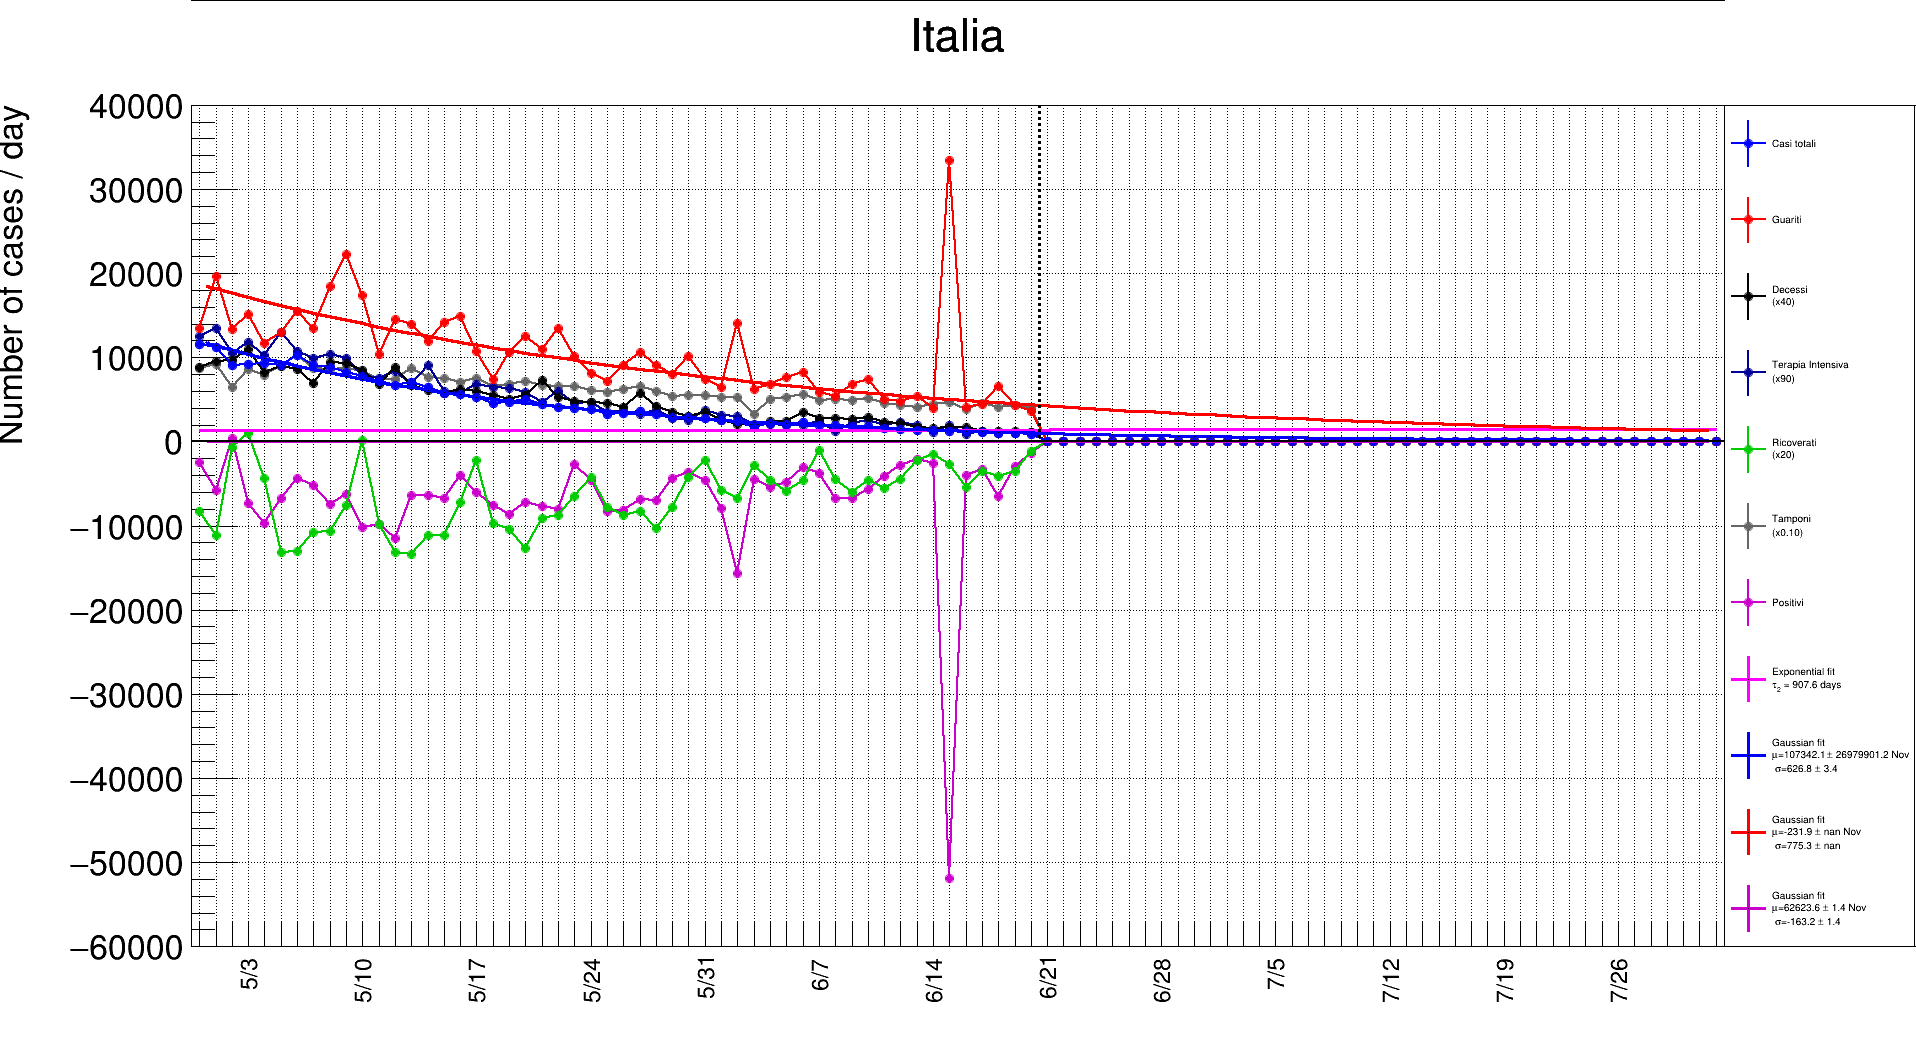 Italia
Number of cases / day
40000
30000
20000
10000
0
−10000
−20000
−30000
−40000
−50000
−60000
5/3
5/10
5/17
5/24
5/31
6/7
6/14
6/21
6/28
7/5
7/12
7/19
7/26
Casi totali
Guariti
Decessi
(x40)
Terapia Intensiva
(x90)
Ricoverati
(x20)
Tamponi
(x0.10)
Positivi
Exponential fit
τ2 = 907.6 days
Gaussian fit
μ=107342.1 ± 26979901.2 Nov
σ=626.8 ± 3.4
Gaussian fit
μ=-231.9 ± nan Nov
σ=775.3 ± nan
Gaussian fit
μ=62623.6 ± 1.4 Nov
σ=-163.2 ± 1.4